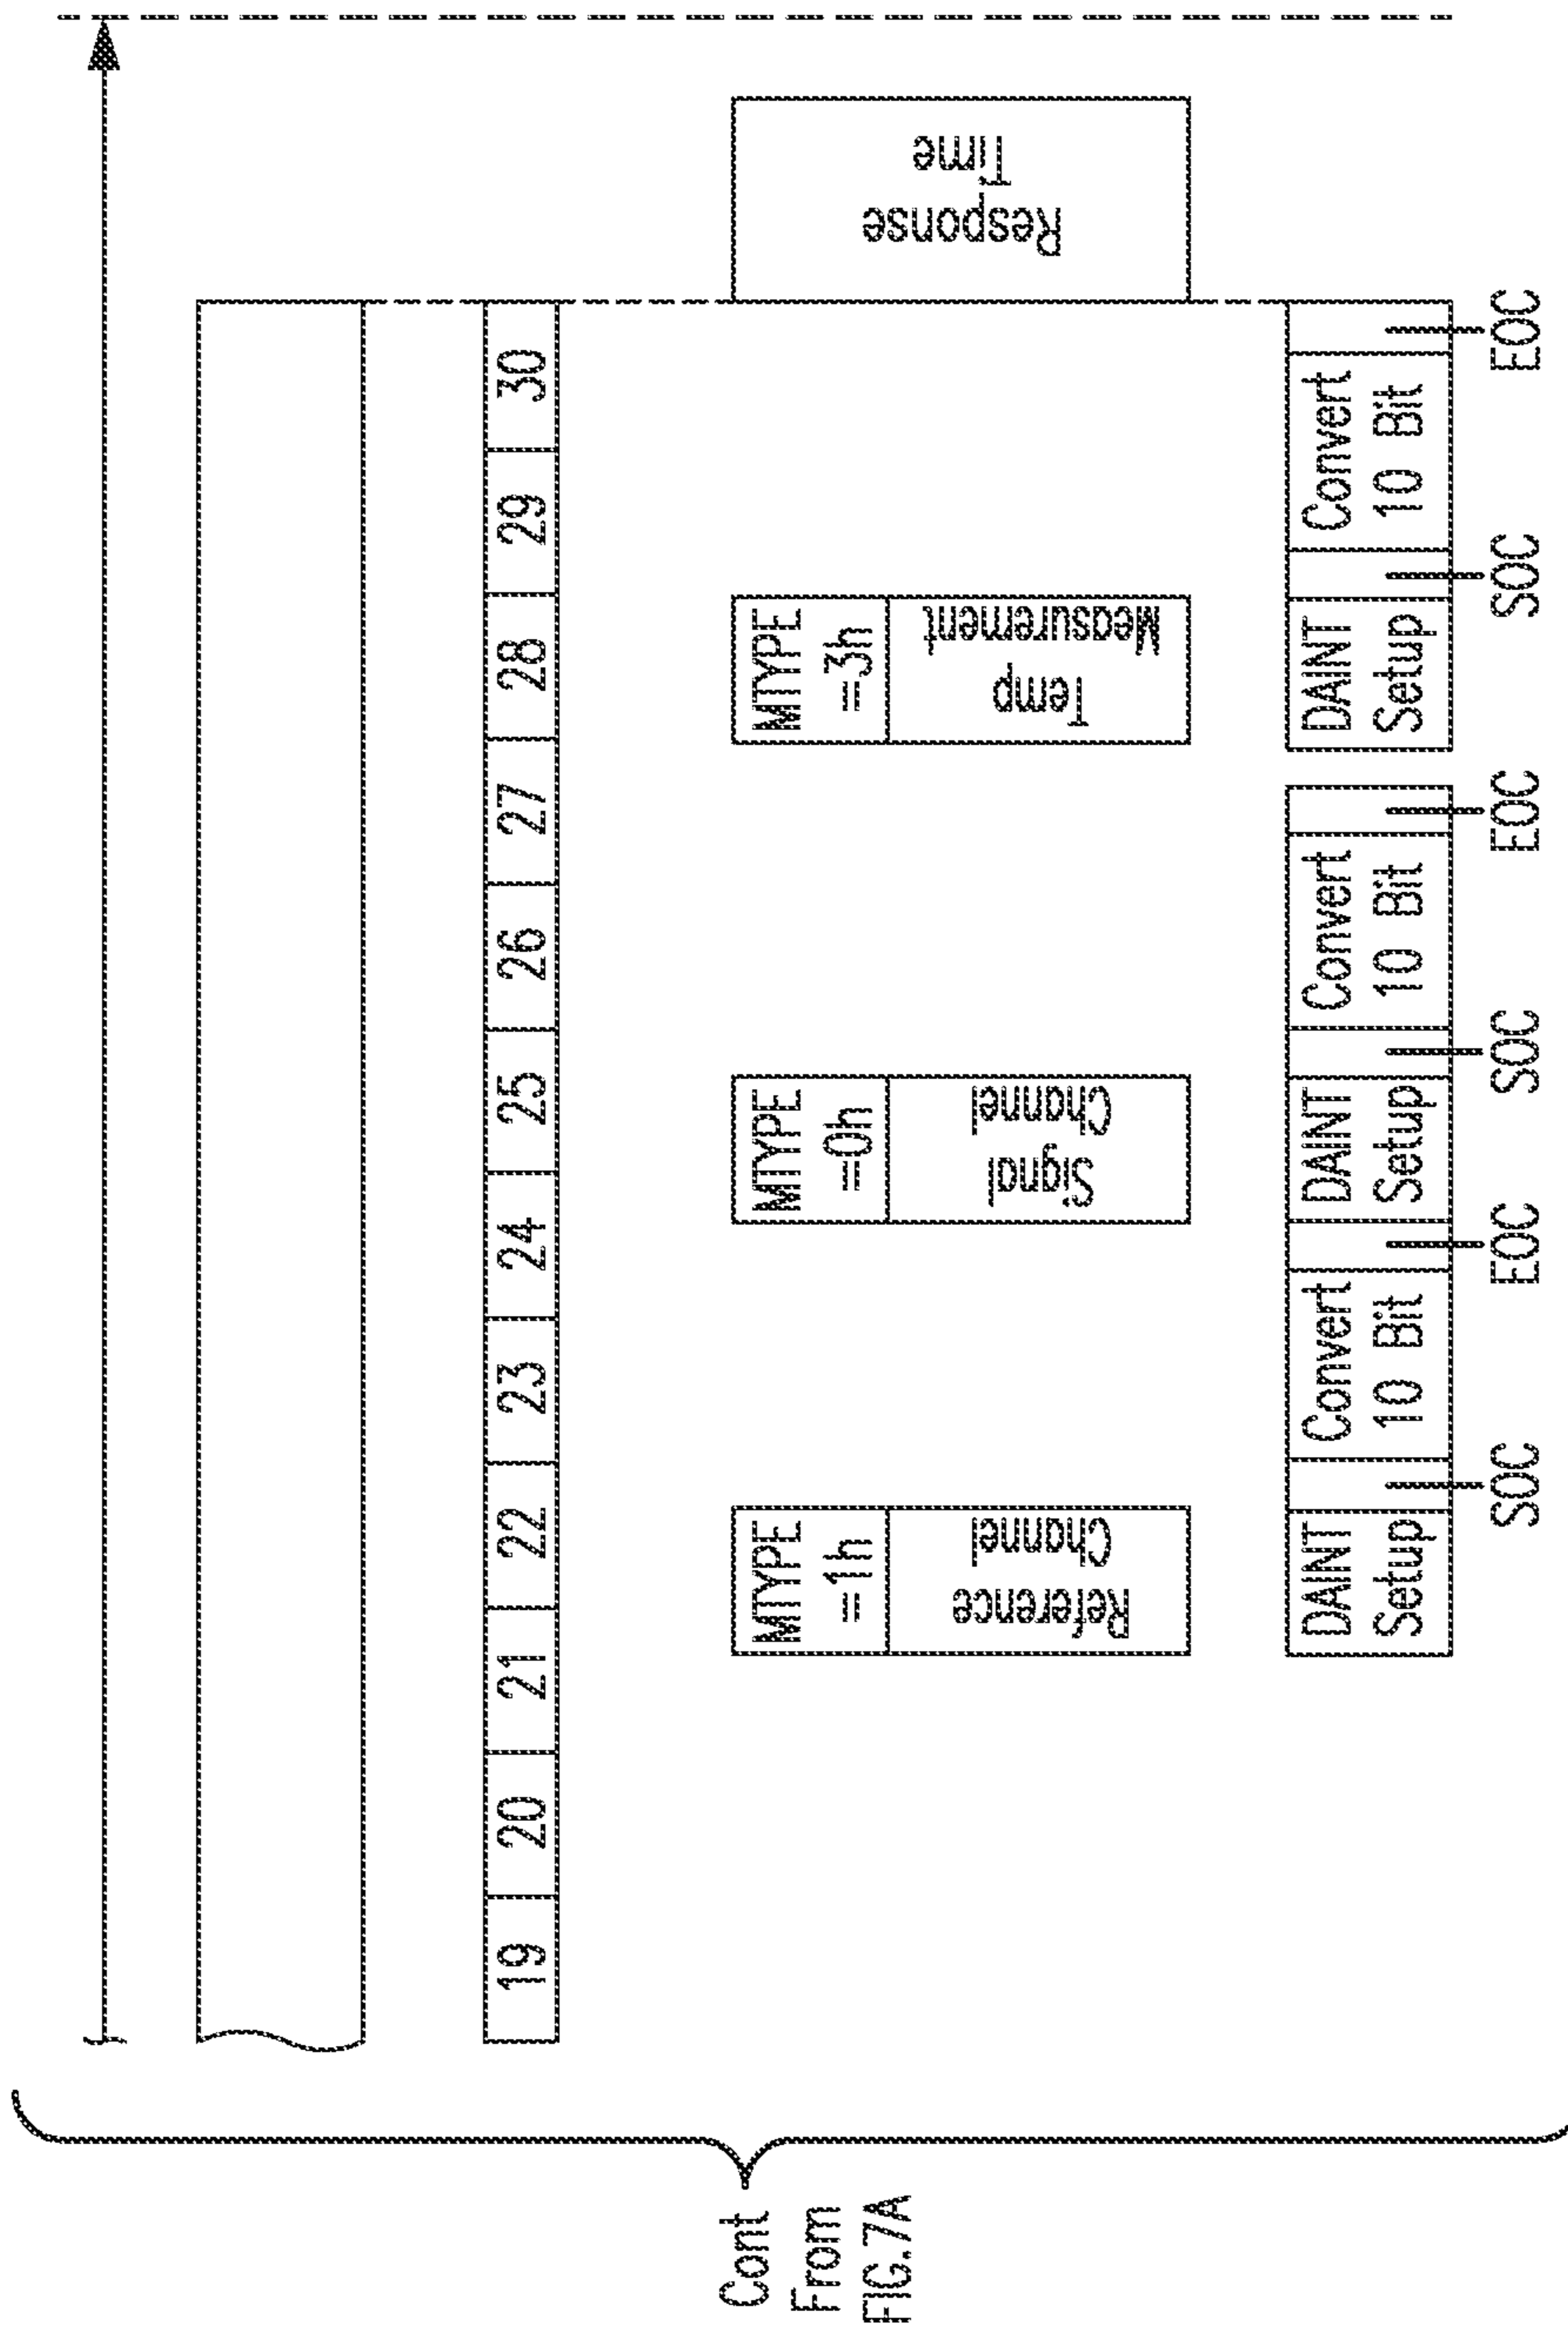 Cont
From
FIG.7A
19 20 21 22 23 24 25 26 27 28 29 30
MTYPE
=1h
Reference
Channel
MTYPE
=0h
Signal
Channel
MTYPE
=3h
Temp
Measurement
Response
Time
DAINT
Setup
Convert
10 Bit
DAINT
Setup
Convert
10 Bit
DAINT
Setup
Convert
10 Bit
SOC
EOC
SOC
EOC
SOC
EOC